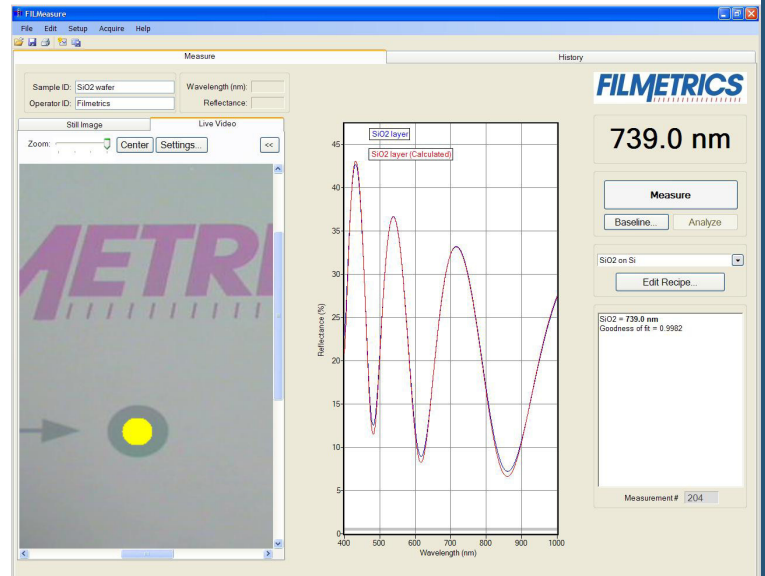 FILMeasure
File Edit Setup Acquire Help
Measure
History
Sample ID: SiO2 wafer
Wavelength (nm):
Operator ID: Filmetrics
Reflectance:
FILMETRICS
Still Image
Live Video
Zoom:
Center
Settings...
<<
METRI
SiO2 layer
SiO2 layer (Calculated)
45
40
35
30
25
20
15
10
5
0
Reflectance (%)
400 500 600 700 800 900 1000
Wavelength (nm)
739.0 nm
Measure
Baseline...
Analyze
SiO2 on Si
Edit Recipe...
SiO2 = 739.0 nm
Goodness of fit = 0.9982
Measurement# 204